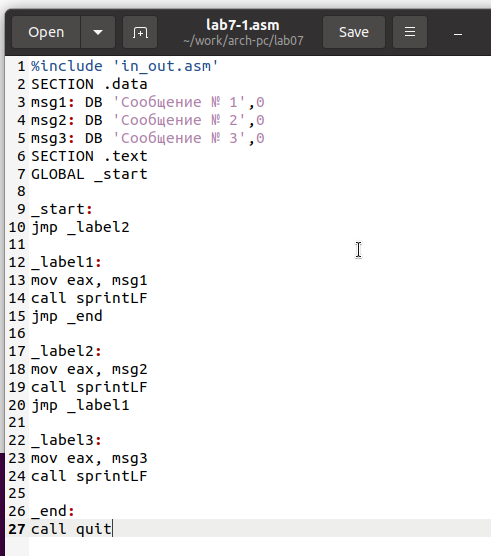 Open lab7-1.asm Save
~/work/arch-pc/lab07
1 %include 'in_out.asm'
2 SECTION .data
3 msg1: DB 'Сообщение № 1',0
4 msg2: DB 'Сообщение № 2',0
5 msg3: DB 'Сообщение № 3',0
6 SECTION .text
7 GLOBAL _start
8
9 _start:
10 jmp _label2
11
12 _label1:
13 mov eax, msg1
14 call sprintLF
15 jmp _end
16
17 _label2:
18 mov eax, msg2
19 call sprintLF
20 jmp _label1
21
22 _label3:
23 mov eax, msg3
24 call sprintLF
25
26 _end:
27 call quit